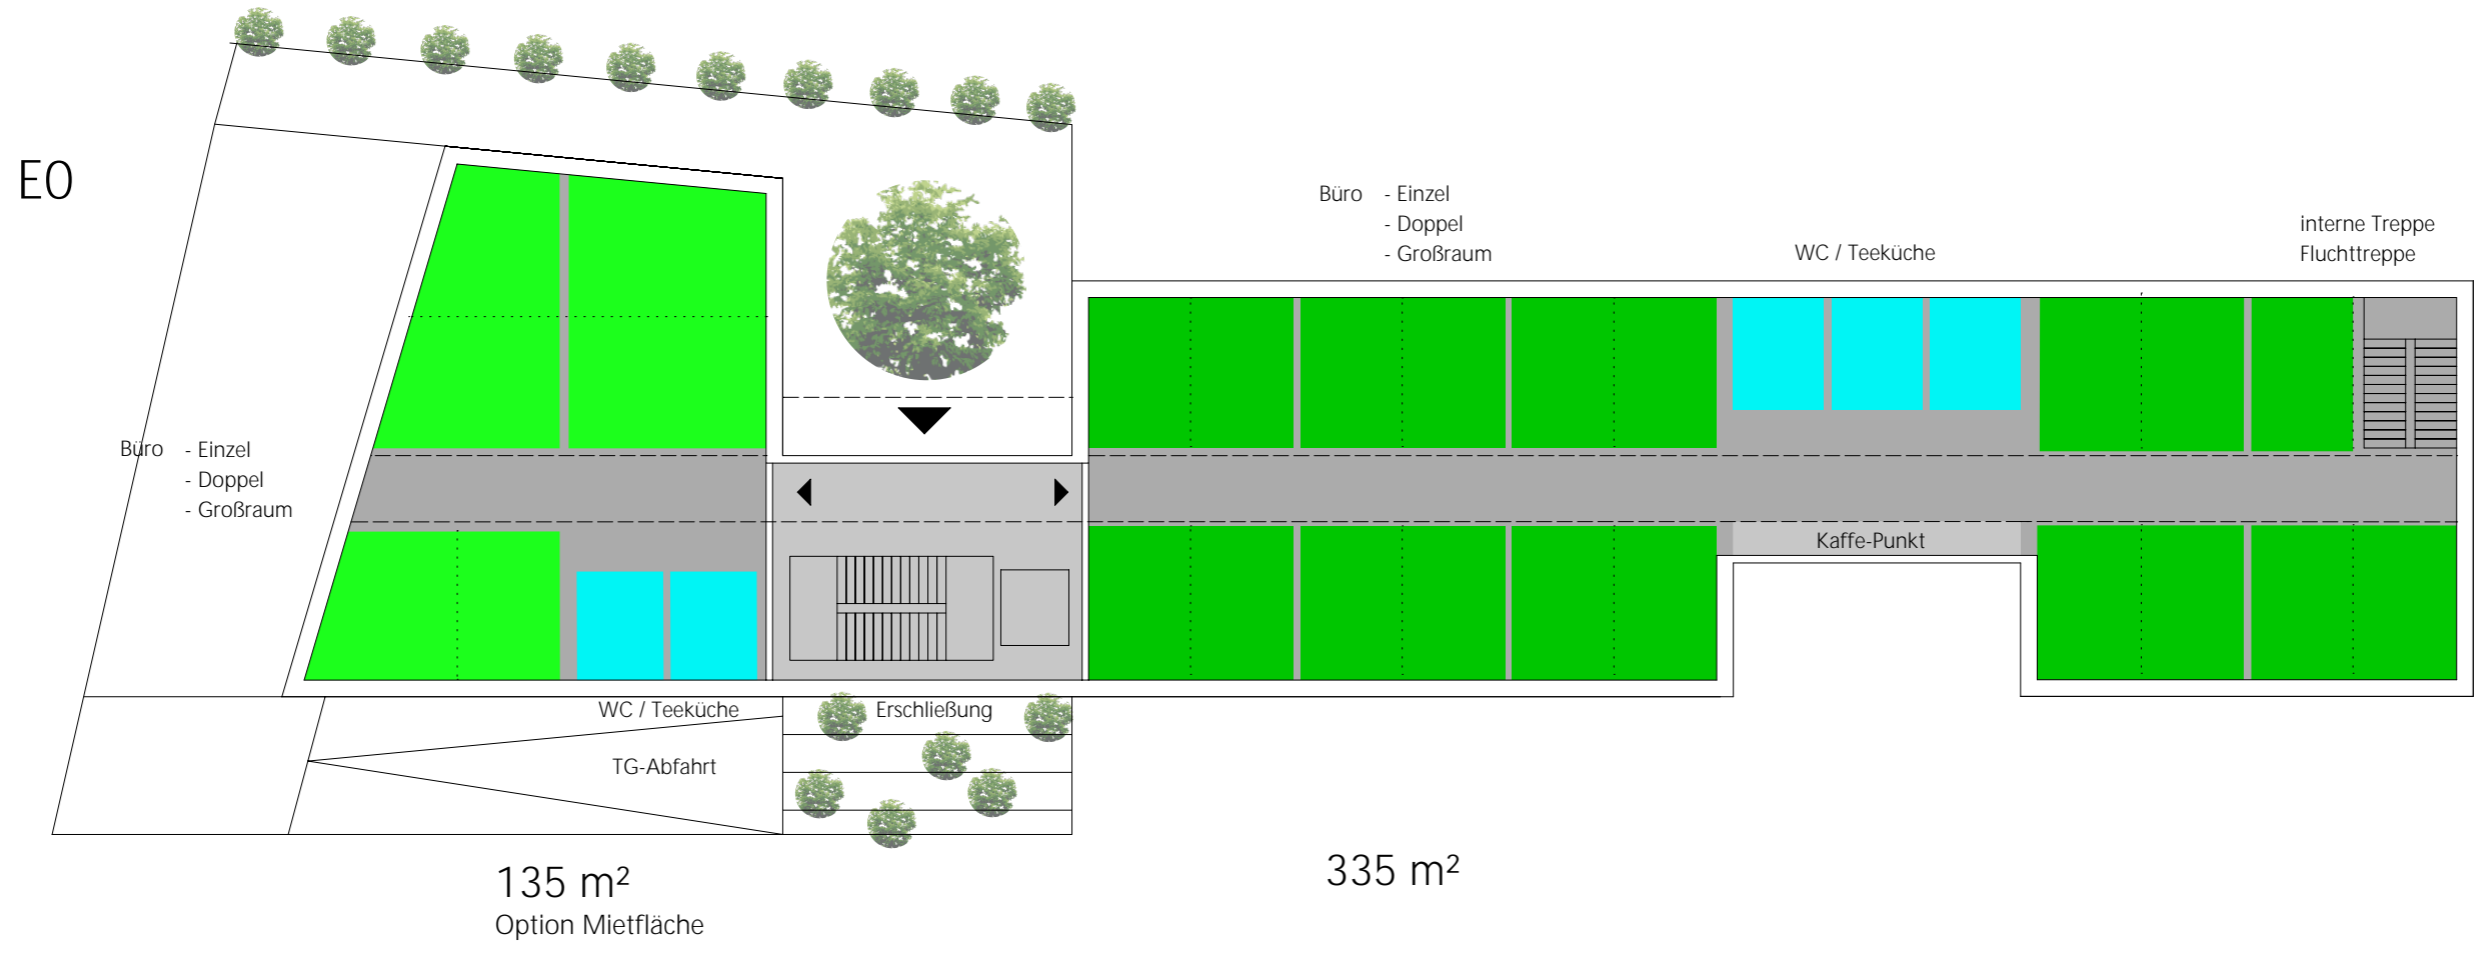 E0
Büro - Einzel
- Doppel
- Großraum
WC / Teeküche
interne Treppe
Fluchttreppe
Büro - Einzel
- Doppel
- Großraum
Kaffe-Punkt
WC / Teeküche
Erschließung
TG-Abfahrt
135 m²
Option Mietfläche
335 m²